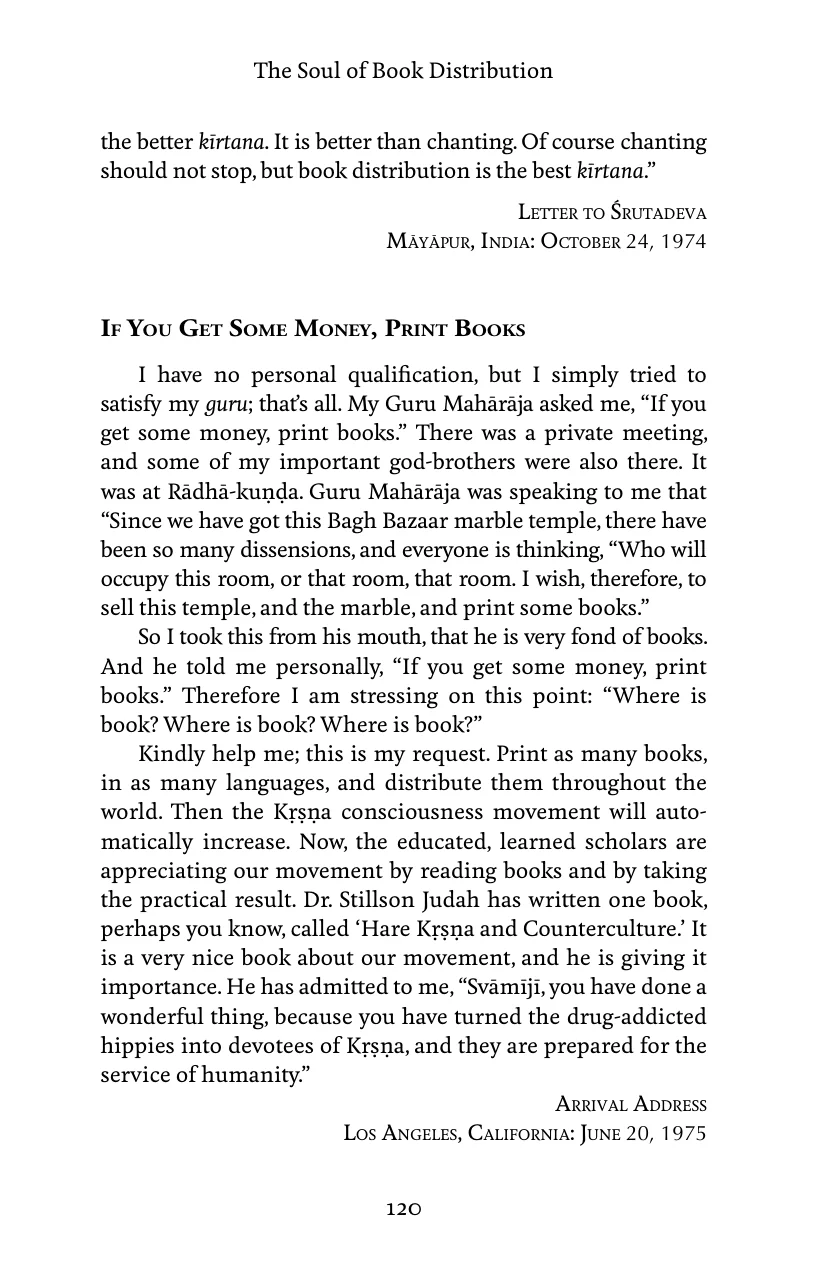 The Soul of Book Distribution
the better kīrtana. It is better than chanting. Of course chanting
should not stop, but book distribution is the best kīrtana.”
Letter to Śrutadeva
Māyāpur, India: October 24, 1974
If You Get Some Money, Print Books
I have no personal qualification, but I simply tried to
satisfy my guru; that’s all. My Guru Mahārāja asked me, “If you
get some money, print books.” There was a private meeting,
and some of my important god-brothers were also there. It
was at Rādhā-kuṇḍa. Guru Mahārāja was speaking to me that
“Since we have got this Bagh Bazaar marble temple, there have
been so many dissensions, and everyone is thinking, “Who will
occupy this room, or that room, that room. I wish, therefore, to
sell this temple, and the marble, and print some books.”
So I took this from his mouth, that he is very fond of books.
And he told me personally, “If you get some money, print
books.” Therefore I am stressing on this point: “Where is
book? Where is book? Where is book?”
Kindly help me; this is my request. Print as many books,
in as many languages, and distribute them throughout the
world. Then the Kṛṣṇa consciousness movement will auto-
matically increase. Now, the educated, learned scholars are
appreciating our movement by reading books and by taking
the practical result. Dr. Stillson Judah has written one book,
perhaps you know, called ‘Hare Kṛṣṇa and Counterculture.’ It
is a very nice book about our movement, and he is giving it
importance. He has admitted to me, “Svāmījī, you have done a
wonderful thing, because you have turned the drug-addicted
hippies into devotees of Kṛṣṇa, and they are prepared for the
service of humanity.”
Arrival Address
Los Angeles, California: June 20, 1975
120